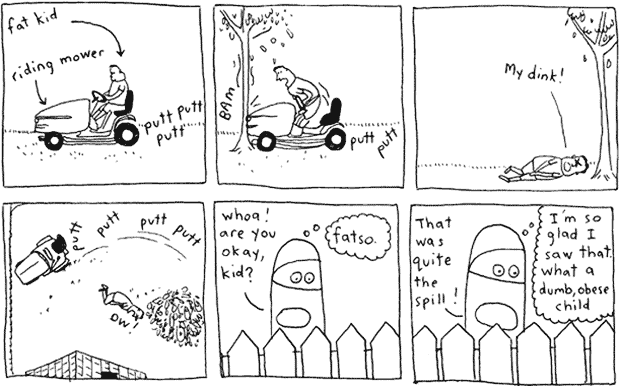 fat kid
riding mower
putt putt
putt
BAM
putt
putt
My dink!
putt
putt
putt
putt
OW!
whoa!
are you
okay,
kid?
fatso.
That
was
quite
the
spill!
I'm so
glad I
saw that.
what a
dumb, obese
child